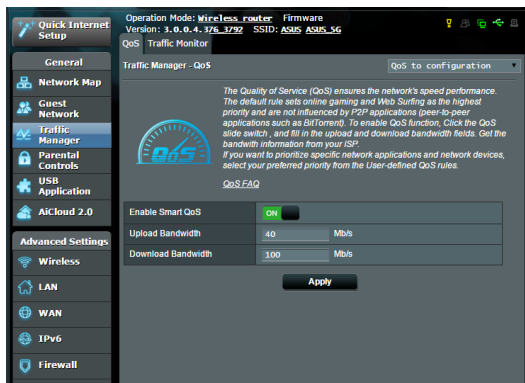 Quick Internet
Setup
Operation Mode: Wireless router Firmware
Version: 3.0.0.4.376_3792 SSID: ASUS ASUS_5G
QoS Traffic Monitor
General
Network Map
Guest
Network
Traffic
Manager
Parental
Controls
USB
Application
AiCloud 2.0
Advanced Settings
Wireless
LAN
WAN
IPv6
Firewall
Traffic Manager - QoS
QoS to configuration
QoS
The Quality of Service (QoS) ensures the network's speed performance.
The default rule sets online gaming and Web Surfing as the highest
priority and are not influenced by P2P applications (peer-to-peer
applications such as BitTorrent). To enable QoS function, Click the QoS
slide switch , and fill in the upload and download bandwidth fields. Get the
bandwith information from your ISP.
If you want to prioritize specific network applications and network devices,
select your preferred priority from the User-defined QoS rules.
QoS FAQ
Enable Smart QoS ON
Upload Bandwidth 40 Mb/s
Download Bandwidth 100 Mb/s
Apply